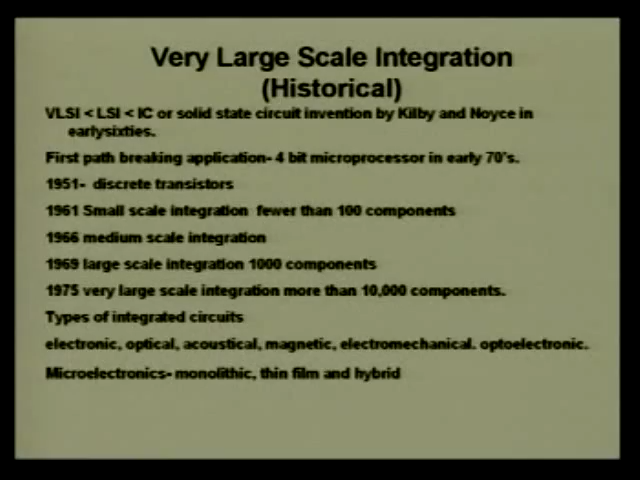 Very Large Scale Integration
(Historical)
VLSI < LSI < IC or solid state circuit invention by Kilby and Noyce in
earlysixties.
First path breaking application- 4 bit microprocessor in early 70's.
1951- discrete transistors
1961 Small scale integration fewer than 100 components
1966 medium scale integration
1969 large scale integration 1000 components
1975 very large scale integration more than 10,000 components.
Types of integrated circuits
electronic, optical, acoustical, magnetic, electromechanical. optoelectronic.
Microelectronics- monolithic, thin film and hybrid